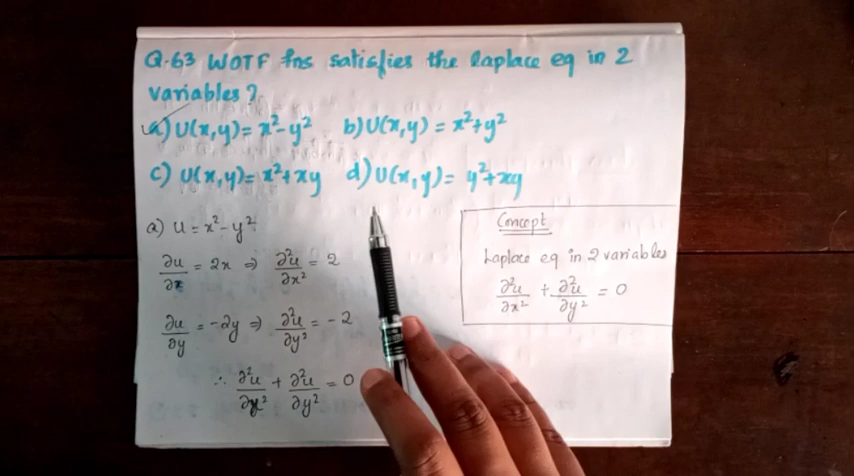 Q.63 WOTF fns satisfies the laplace eq in 2
variables?
a) U(x,y) = x²-y² b) U(x,y) = x²+y²
c) U(x,y) = x²+xy d) U(x,y) = y²+xy
a) u = x²-y²
∂u/∂x = 2x ⇒ ∂²u/∂x² = 2
∂u/∂y = -2y ⇒ ∂²u/∂y² = -2
∴ ∂²u/∂x² + ∂²u/∂y² = 0
Concept
Laplace eq in 2 variables
∂²u/∂x² + ∂²u/∂y² = 0